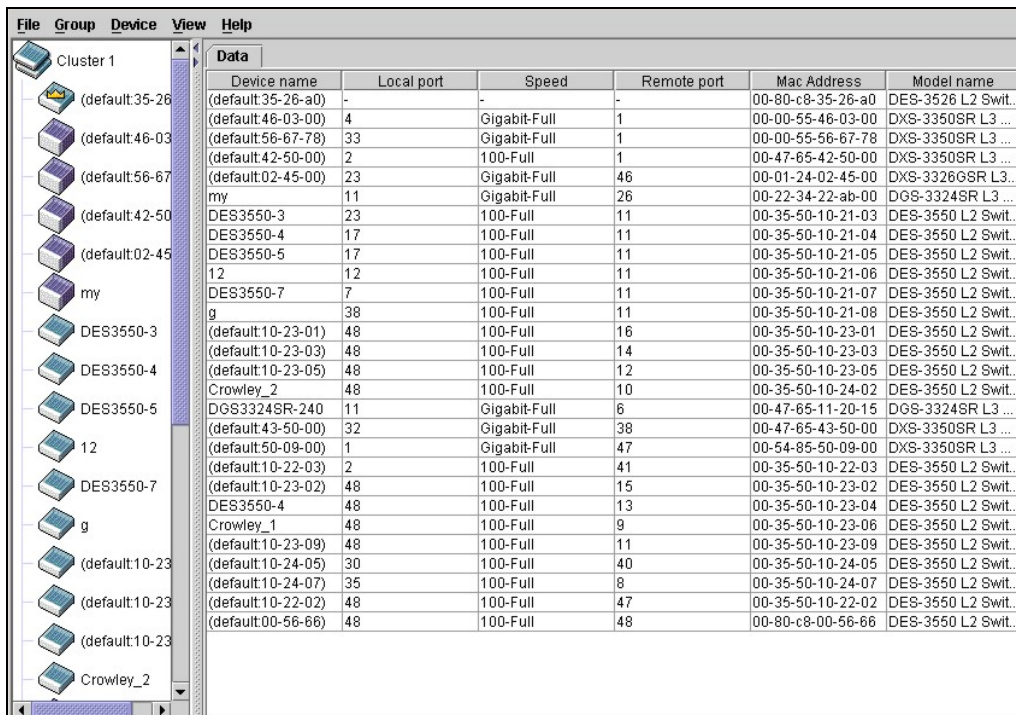 File Group Device View Help
Cluster 1
(default:35-26
(default:46-03
(default:56-67
(default:42-50
(default:02-45
my
DES3550-3
DES3550-4
DES3550-5
12
DES3550-7
g
(default:10-23
(default:10-23
(default:10-23
Crowley_2
Data
Device name Local port Speed Remote port Mac Address Model name
(default:35-26-a0) - - - 00-80-c8-35-26-a0 DES-3526 L2 Swit...
(default:46-03-00) 4 Gigabit-Full 1 00-00-55-46-03-00 DXS-3350SR L3 ...
(default:56-67-78) 33 Gigabit-Full 1 00-00-55-56-67-78 DXS-3350SR L3 ...
(default:42-50-00) 2 100-Full 1 00-47-65-42-50-00 DXS-3350SR L3 ...
(default:02-45-00) 23 Gigabit-Full 46 00-01-24-02-45-00 DXS-3326GSR L3...
my 11 Gigabit-Full 26 00-22-34-22-ab-00 DGS-3324SR L3 ...
DES3550-3 23 100-Full 11 00-35-50-10-21-03 DES-3550 L2 Swit...
DES3550-4 17 100-Full 11 00-35-50-10-21-04 DES-3550 L2 Swit...
DES3550-5 17 100-Full 11 00-35-50-10-21-05 DES-3550 L2 Swit...
12 12 100-Full 11 00-35-50-10-21-06 DES-3550 L2 Swit...
DES3550-7 7 100-Full 11 00-35-50-10-21-07 DES-3550 L2 Swit...
g 38 100-Full 11 00-35-50-10-21-08 DES-3550 L2 Swit...
(default:10-23-01) 48 100-Full 16 00-35-50-10-23-01 DES-3550 L2 Swit...
(default:10-23-03) 48 100-Full 14 00-35-50-10-23-03 DES-3550 L2 Swit...
(default:10-23-05) 48 100-Full 12 00-35-50-10-23-05 DES-3550 L2 Swit...
Crowley_2 48 100-Full 10 00-35-50-10-24-02 DES-3550 L2 Swit...
DGS3324SR-240 11 Gigabit-Full 6 00-47-65-11-20-15 DGS-3324SR L3 ...
(default:43-50-00) 32 Gigabit-Full 38 00-47-65-43-50-00 DXS-3350SR L3 ...
(default:50-09-00) 1 Gigabit-Full 47 00-54-85-50-09-00 DXS-3350SR L3 ...
(default:10-22-03) 2 100-Full 41 00-35-50-10-22-03 DES-3550 L2 Swit...
(default:10-23-02) 48 100-Full 15 00-35-50-10-23-02 DES-3550 L2 Swit...
DES3550-4 48 100-Full 13 00-35-50-10-23-04 DES-3550 L2 Swit...
Crowley_1 48 100-Full 9 00-35-50-10-23-06 DES-3550 L2 Swit...
(default:10-23-09) 48 100-Full 11 00-35-50-10-23-09 DES-3550 L2 Swit...
(default:10-24-05) 30 100-Full 40 00-35-50-10-24-05 DES-3550 L2 Swit...
(default:10-24-07) 35 100-Full 8 00-35-50-10-24-07 DES-3550 L2 Swit...
(default:10-22-02) 48 100-Full 47 00-35-50-10-22-02 DES-3550 L2 Swit...
(default:00-56-66) 48 100-Full 48 00-80-c8-00-56-66 DES-3550 L2 Swit...